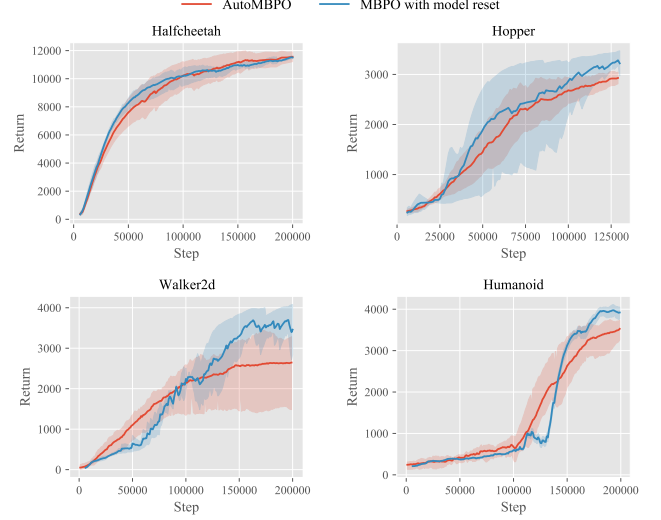 AutoMBPO MBPO with model reset
Halfcheetah Hopper
12000
10000
8000
6000
4000
2000
0
Return
0 50000 100000 150000 200000
Step
3000
2000
1000
Return
0 25000 50000 75000 100000 125000
Step
Walker2d Humanoid
4000
3000
2000
1000
0
Return
0 50000 100000 150000 200000
Step
4000
3000
2000
1000
0
Return
0 50000 100000 150000 200000
Step